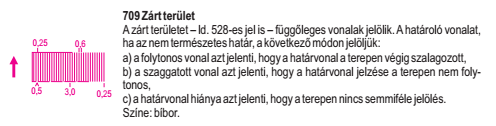 709 Zárt terület
A zárt területet – ld. 528-es jel is – függőleges vonalak jelölik. A határoló vonalat,
ha az nem természetes határ, a következő módon jelöljük:
a) a folytonos vonal azt jelenti, hogy a határvonal a terepen végig szalagozott,
b) a szaggatott vonal azt jelenti, hogy a határvonal jelzése a terepen nem foly-
tonos,
c) a határvonal hiánya azt jelenti, hogy a terepen nincs semmiféle jelölés.
Színe: bíbor.
0,25 0,6
0,5 3,0 0,25